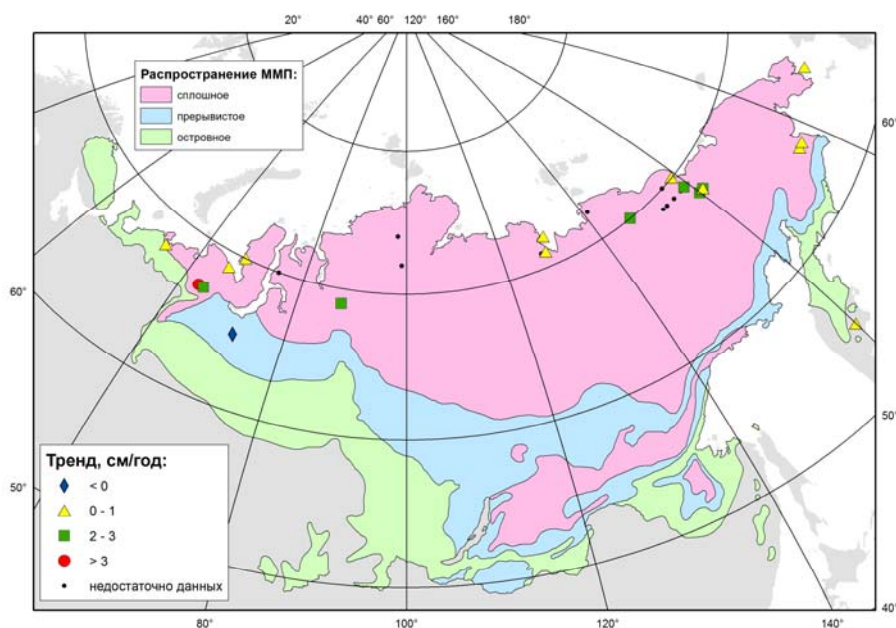 20° 40° 60° 120° 160° 180°
Распространение ММП:
сплошное
прерывистое
островное
60°
60°
50°
50°
40°
Тренд, см/год:
< 0
0 - 1
2 - 3
> 3
недостаточно данных
80° 100° 120° 140°